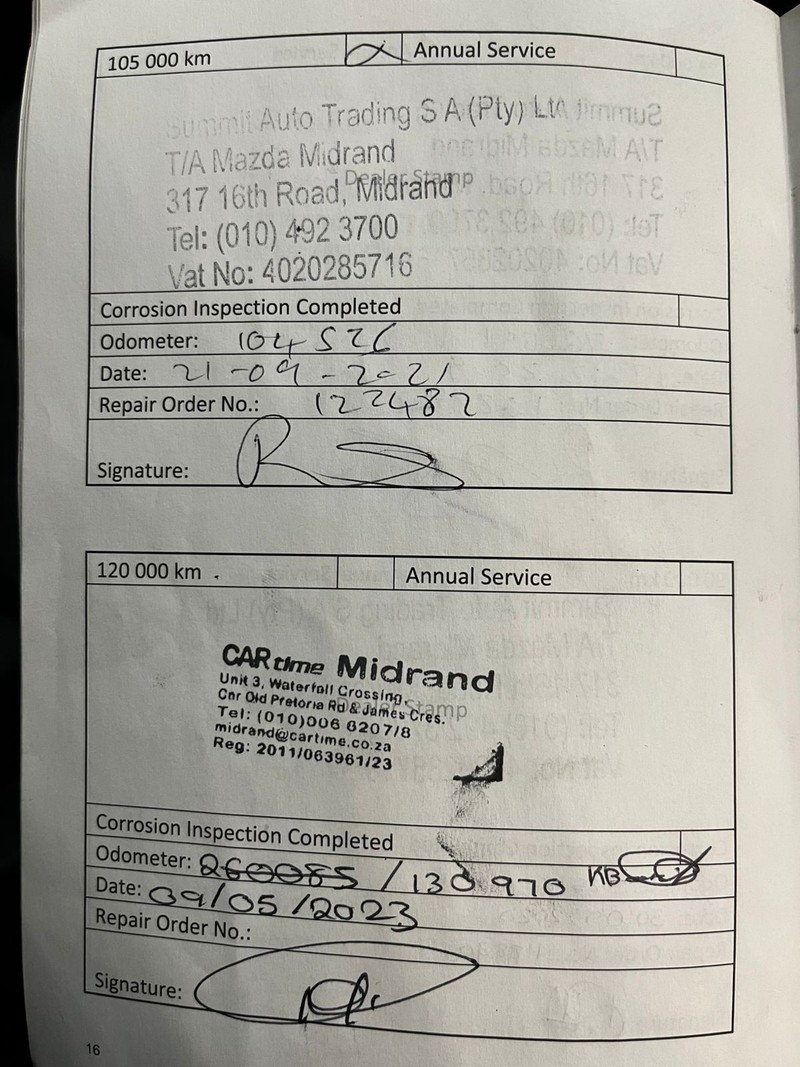 105 000 km Annual Service
Summit Auto Trading S A (Pty) Ltd
T/A Mazda Midrand
Dealer Stamp
317 16th Road, Midrand
Tel: (010) 492 3700
Vat No: 4020285716
Corrosion Inspection Completed
Odometer: 104526
Date: 21-09-2021
Repair Order No.: 122482
Signature:
120 000 km Annual Service
CARtime Midrand
Unit 3, Waterfall Crossing,
Cnr Old Pretoria Rd & James Cres.
Dealer Stamp
Tel: (010)006 6207/8
midrand@cartime.co.za
Reg: 2011/063961/23
Corrosion Inspection Completed
Odometer: 260085 / 130 970 KB
Date: 09/05/2023
Repair Order No.:
Signature:
16